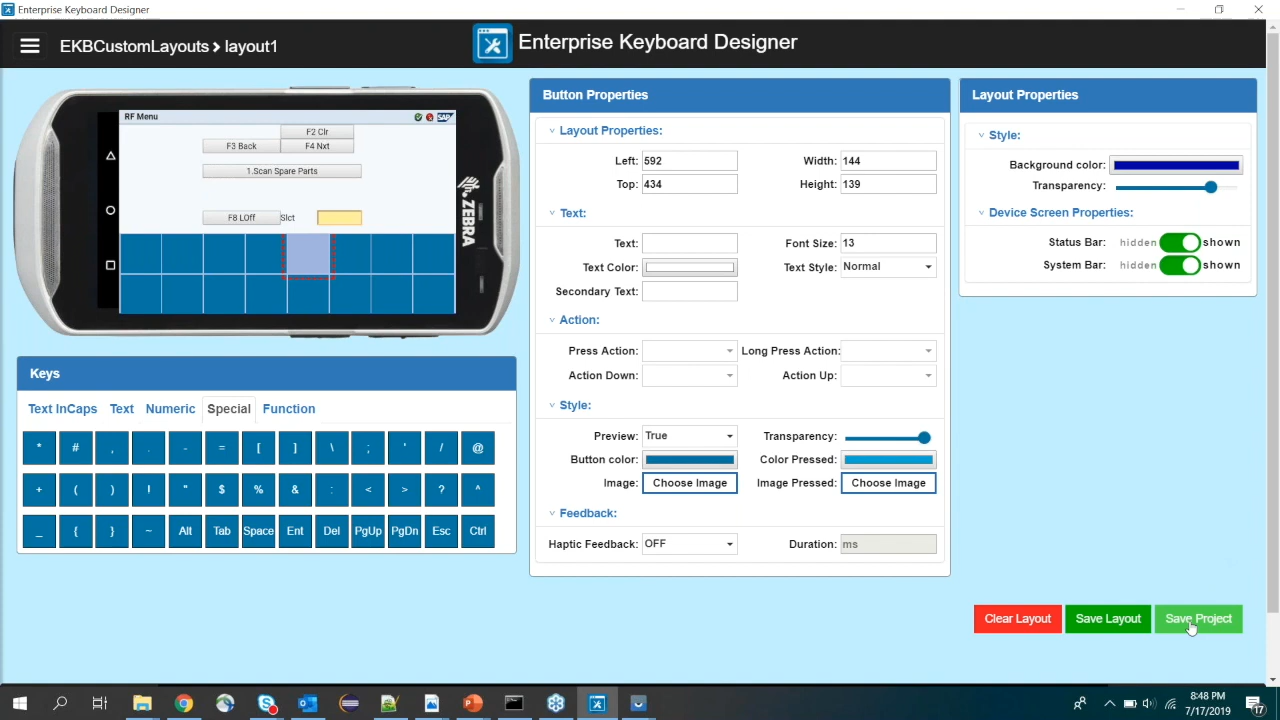 Enterprise Keyboard Designer
EKBCustomLayouts > layout1
Enterprise Keyboard Designer
RF Menu
SAP
F2 Clr
F3 Back
F4 Nxt
1.Scan Spare Parts
F8 LOff
Slct
ZEBRA
Keys
Text InCaps
Text
Numeric
Special
Function
* # , . - = [ ] \ ; ' / @
+ ( ) ! " $ % & : < > ? ^
_ { } ~ Alt Tab Space Ent Del PgUp PgDn Esc Ctrl
Button Properties
Layout Properties:
Left: 592 Width: 144
Top: 434 Height: 139
Text:
Text: Font Size: 13
Text Color: Text Style: Normal
Secondary Text:
Action:
Press Action: Long Press Action:
Action Down: Action Up:
Style:
Preview: True Transparency:
Button color: Color Pressed:
Image: Choose Image Image Pressed: Choose Image
Feedback:
Haptic Feedback: OFF Duration: ms
Layout Properties
Style:
Background color:
Transparency:
Device Screen Properties:
Status Bar: hidden shown
System Bar: hidden shown
Clear Layout
Save Layout
Save Project
8:48 PM
7/17/2019
17